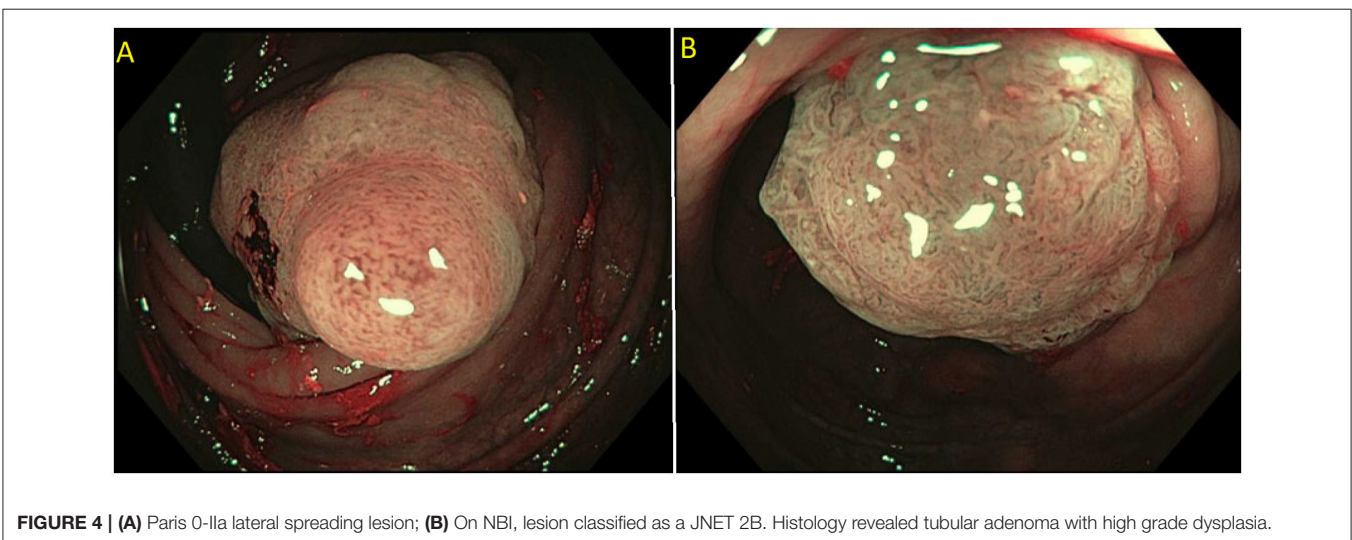 A
B
FIGURE 4 | (A) Paris 0-IIa lateral spreading lesion; (B) On NBI, lesion classified as a JNET 2B. Histology revealed tubular adenoma with high grade dysplasia.